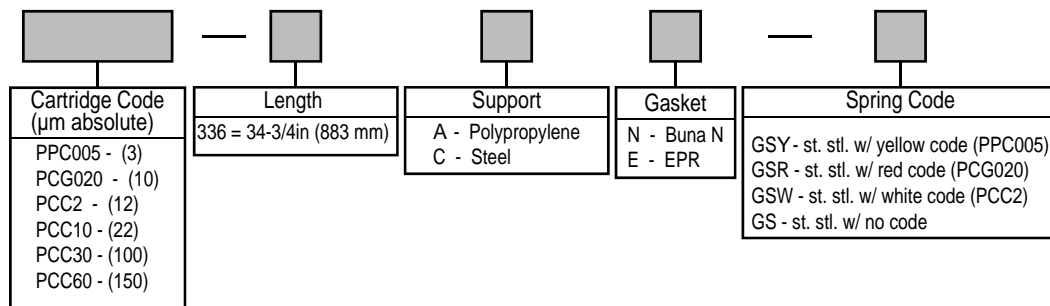 Cartridge Code
(µm absolute)
PPC005 - (3)
PCG020 - (10)
PCC2 - (12)
PCC10 - (22)
PCC30 - (100)
PCC60 - (150)
Length
336 = 34-3/4in (883 mm)
Support
A - Polypropylene
C - Steel
Gasket
N - Buna N
E - EPR
Spring Code
GSY - st. stl. w/ yellow code (PPC005)
GSR - st. stl. w/ red code (PCG020)
GSW - st. stl. w/ white code (PCC2)
GS - st. stl. w/ no code